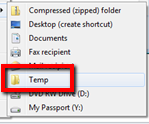 Compressed (zipped) folder
Desktop (create shortcut)
Documents
Fax recipient
Temp
DVD RW Drive (D:)
My Passport (Y:)